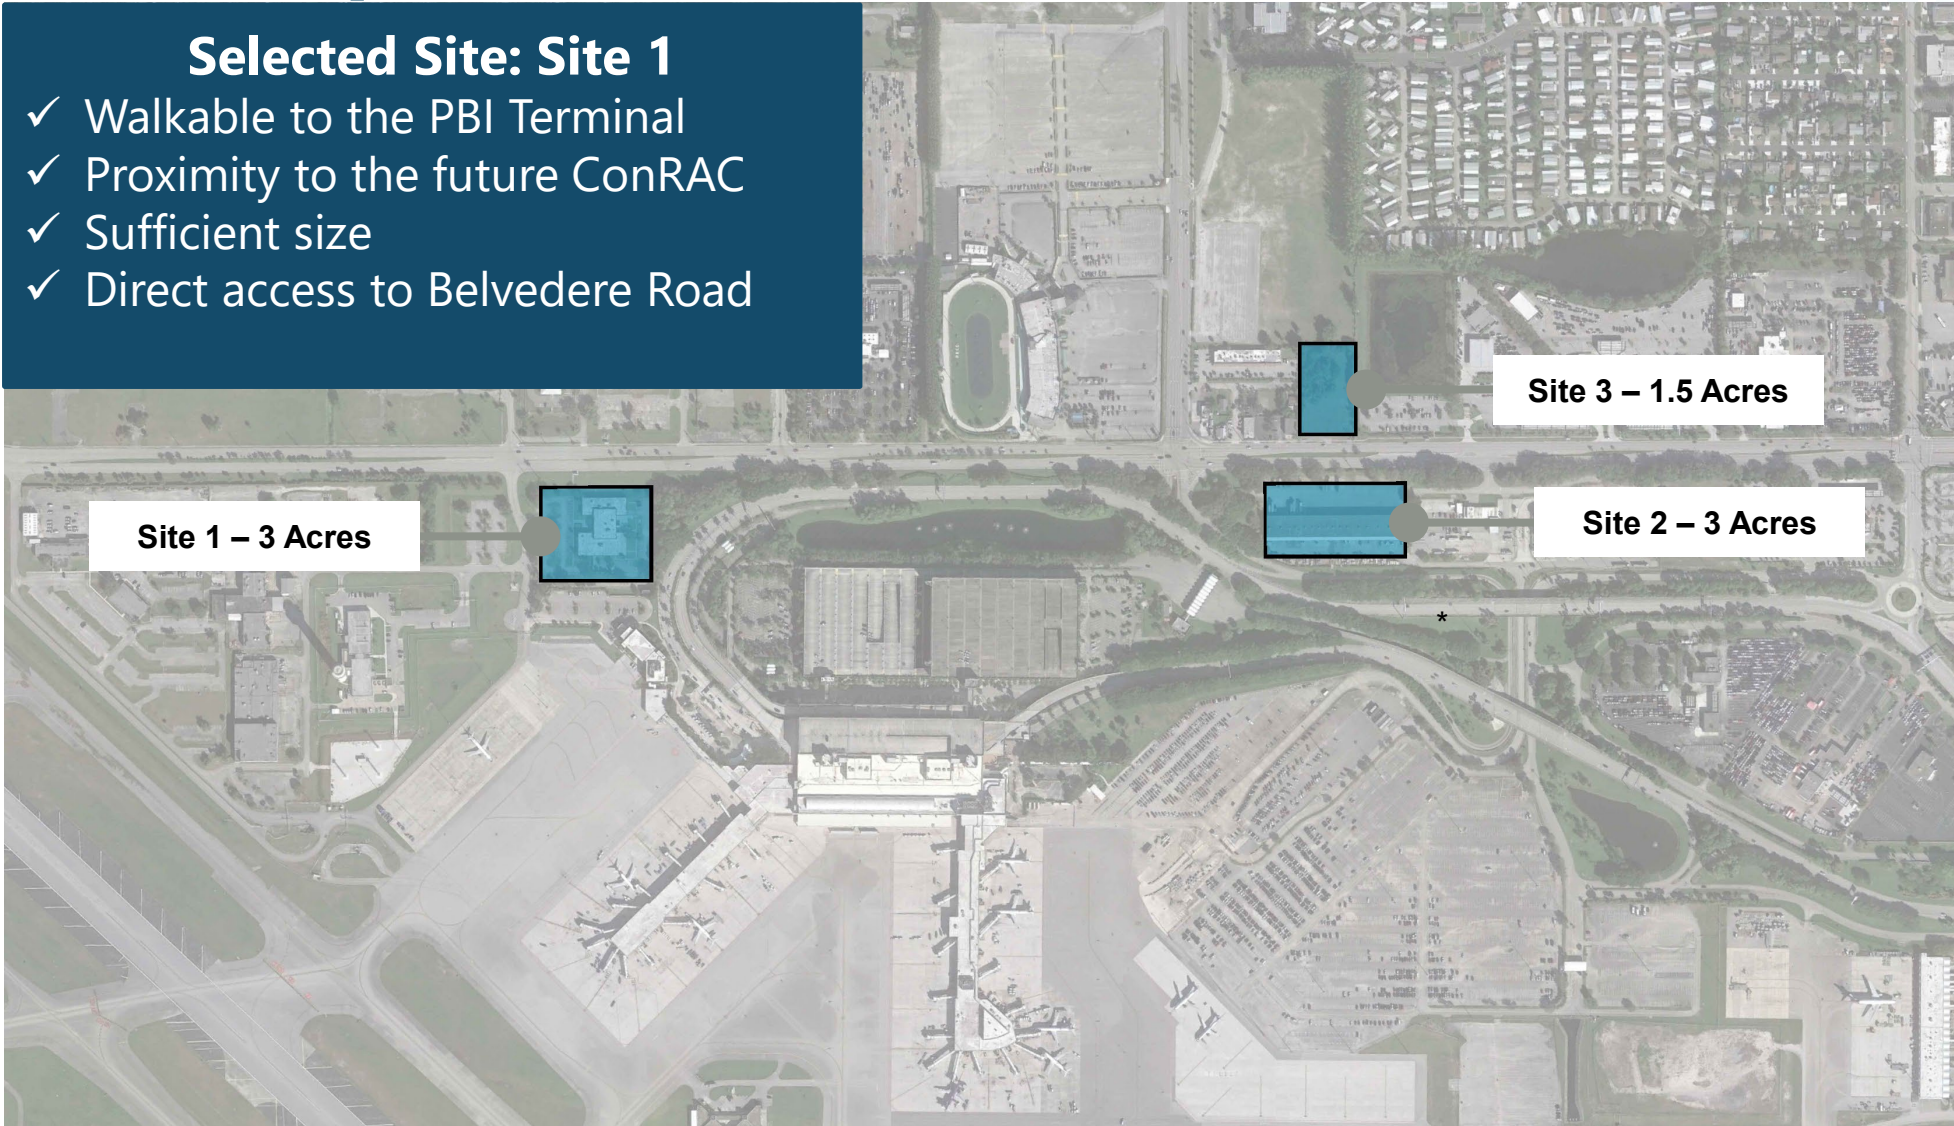 Selected Site: Site 1
✓ Walkable to the PBI Terminal
✓ Proximity to the future ConRAC
✓ Sufficient size
✓ Direct access to Belvedere Road
Site 3 – 1.5 Acres
Site 1 – 3 Acres
Site 2 – 3 Acres
*